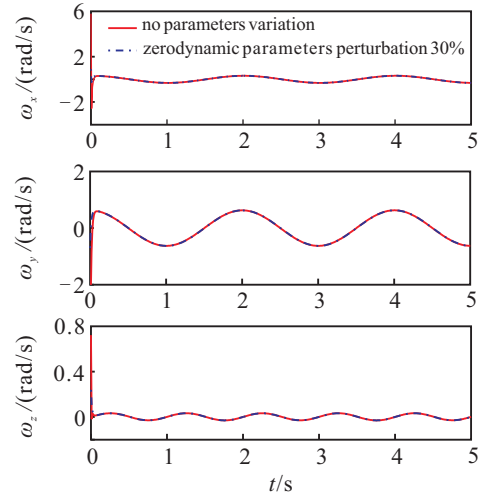 no parameters variation
zerodynamic parameters perturbation 30%
ωx/(rad/s)
6
2
−2
0 1 2 3 4 5
ωy/(rad/s)
2
0
−2
0 1 2 3 4 5
ωz/(rad/s)
0.8
0.4
0
0 1 2 3 4 5
t/s